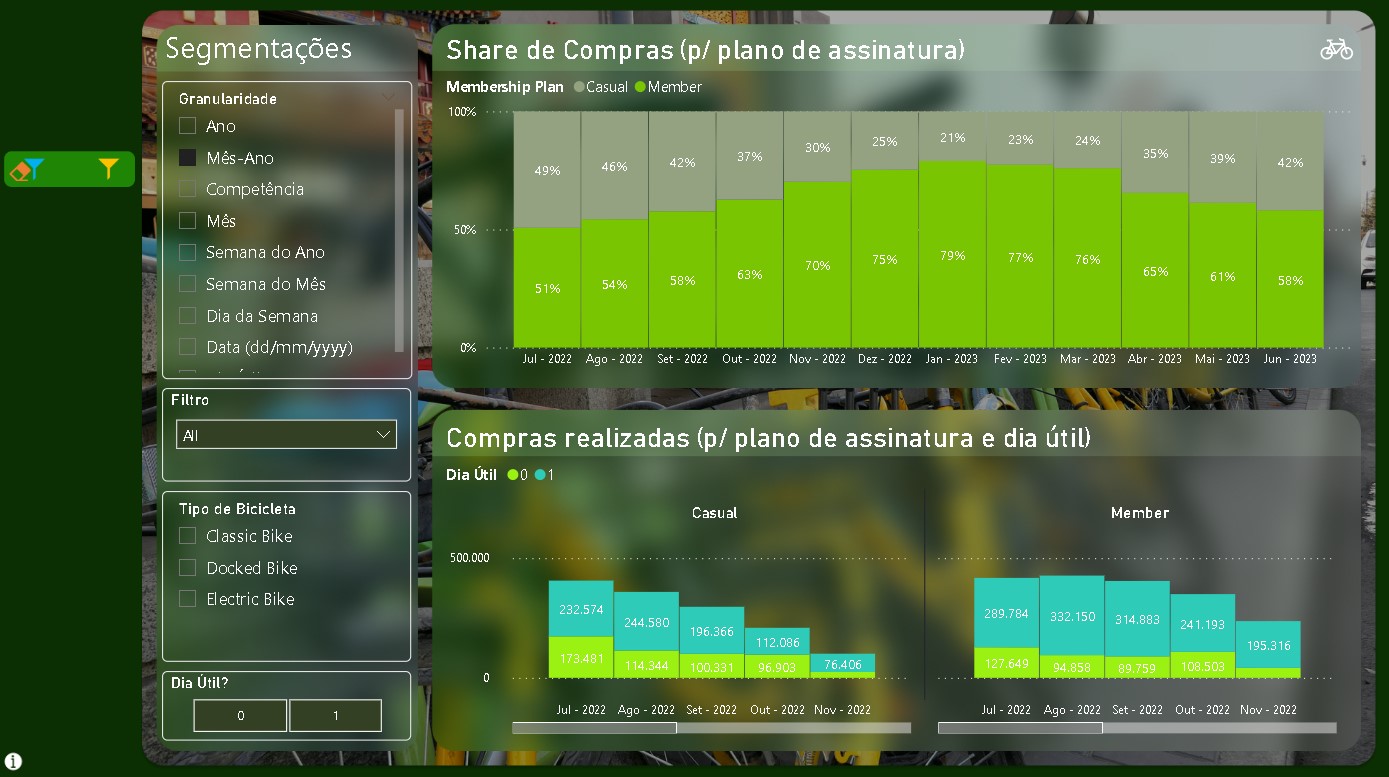 Segmentações
Granularidade
Ano
Mês-Ano
Competência
Mês
Semana do Ano
Semana do Mês
Dia da Semana
Data (dd/mm/yyyy)
Filtro
All
Tipo de Bicicleta
Classic Bike
Docked Bike
Electric Bike
Dia Útil?
0 1
Share de Compras (p/ plano de assinatura)
Membership Plan Casual Member
100%
50%
0%
49% 46% 42% 37% 30% 25% 21% 23% 24% 35% 39% 42%
51% 54% 58% 63% 70% 75% 79% 77% 76% 65% 61% 58%
Jul - 2022 Ago - 2022 Set - 2022 Out - 2022 Nov - 2022 Dez - 2022 Jan - 2023 Fev - 2023 Mar - 2023 Abr - 2023 Mai - 2023 Jun - 2023
Compras realizadas (p/ plano de assinatura e dia útil)
Dia Útil 0 1
Casual
Member
500.000
0
232.574 244.580 196.366 112.086 76.406
173.481 114.344 100.331 96.903
Jul - 2022 Ago - 2022 Set - 2022 Out - 2022 Nov - 2022
289.784 332.150 314.883 241.193 195.316
127.649 94.858 89.759 108.503
Jul - 2022 Ago - 2022 Set - 2022 Out - 2022 Nov - 2022
i